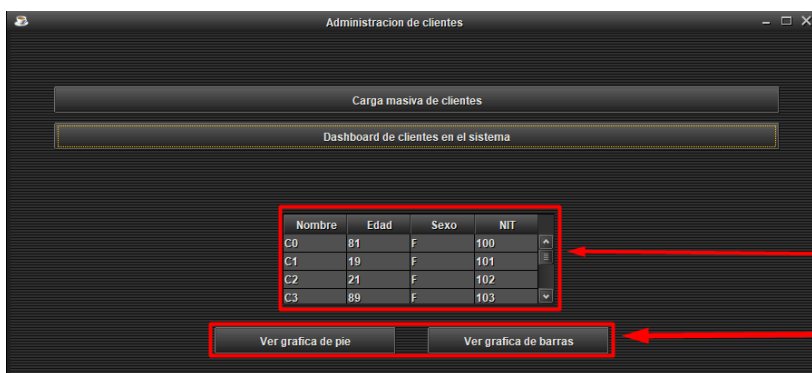 Administracion de clientes
Carga masiva de clientes
Dashboard de clientes en el sistema
Nombre Edad Sexo NIT
C0 81 F 100
C1 19 F 101
C2 21 F 102
C3 89 F 103
Ver grafica de pie Ver grafica de barras